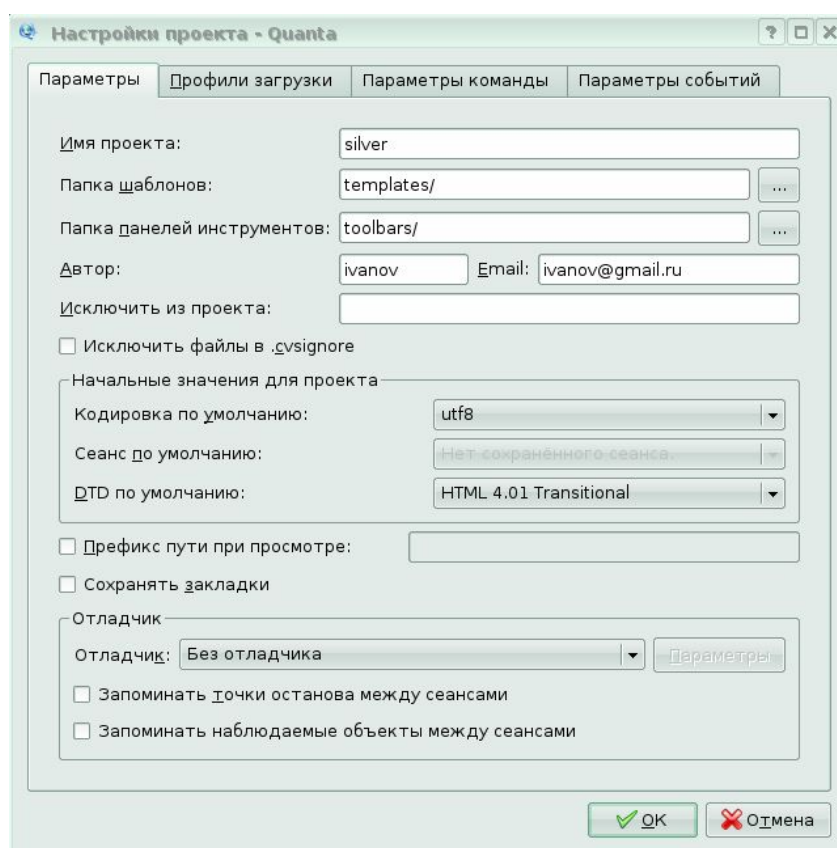 Настройки проекта - Quanta
Параметры Профили загрузки Параметры команды Параметры событий
Имя проекта: silver
Папка шаблонов: templates/ ...
Папка панелей инструментов: toolbars/ ...
Автор: ivanov Email: ivanov@gmail.ru
Исключить из проекта:
Исключить файлы в .cvsignore
Начальные значения для проекта
Кодировка по умолчанию: utf8
Сеанс по умолчанию: Нет сохранённого сеанса.
DTD по умолчанию: HTML 4.01 Transitional
Префикс пути при просмотре:
Сохранять закладки
Отладчик
Отладчик: Без отладчика Параметры
Запоминать точки останова между сеансами
Запоминать наблюдаемые объекты между сеансами
OK Отмена